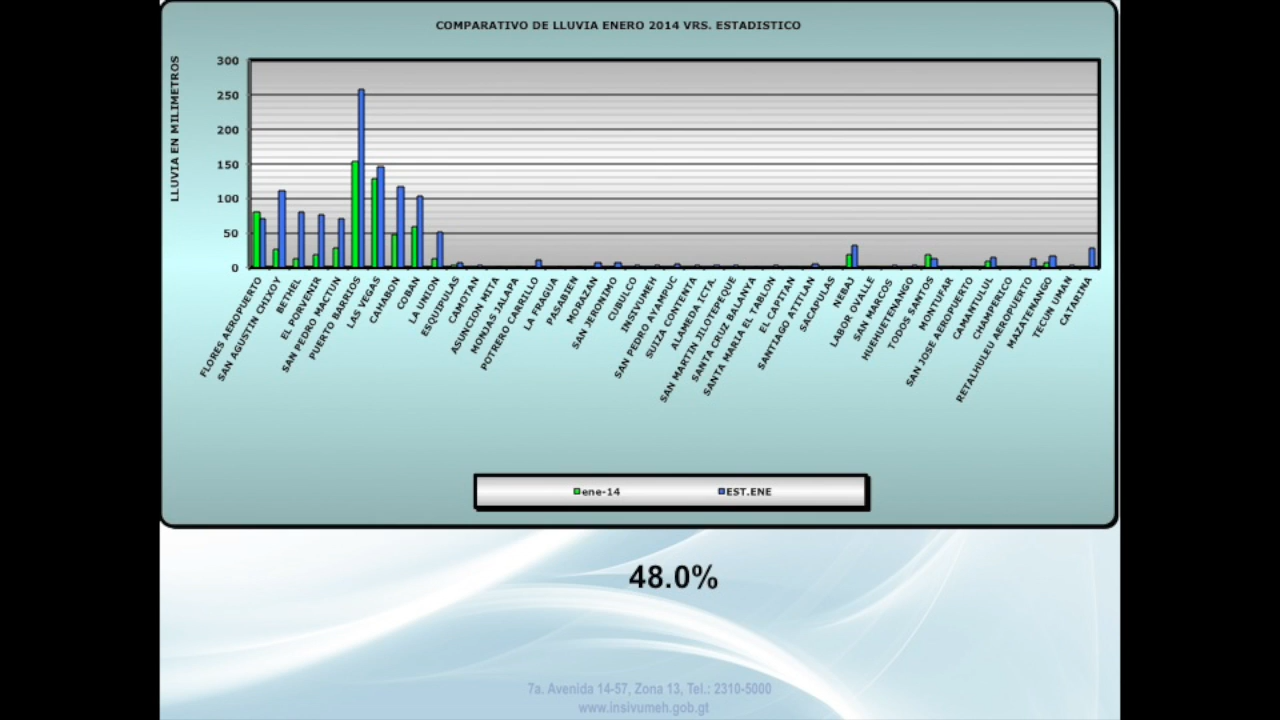 COMPARATIVO DE LLUVIA ENERO 2014 VRS. ESTADISTICO
LLUVIA EN MILIMETROS
300
250
200
150
100
50
0
FLORES AEROPUERTO
SAN AGUSTIN CHIXOY
BETHEL
EL PORVENIR
SAN PEDRO MACTUN
PUERTO BARRIOS
LAS VEGAS
CAHABON
COBAN
LA UNION
ESQUIPULAS
CAMOTAN
ASUNCION MITA
MONJAS JALAPA
POTRERO CARRILLO
LA FRAGUA
PASABIEN
MORAZAN
SAN JERONIMO
CUBULCO
INSIVUMEH
SAN PEDRO AYAMPUC
SUIZA CONTENTA
ALAMEDA ICTA.
SAN MARTIN JILOTEPEQUE
SANTA CRUZ BALANYA
SANTA MARIA EL TABLON
EL CAPITAN
SANTIAGO ATITLAN
SACAPULAS
NEBAJ
LABOR OVALLE
SAN MARCOS
HUEHUETENANGO
TODOS SANTOS
MONTUFAR
SAN JOSE AEROPUERTO
CAMANTULUL
CHAMPERICO
RETALHULEU AEROPUERTO
MAZATENANGO
TECUN UMAN
CATARINA
ene-14 EST.ENE
48.0%
7a. Avenida 14-57, Zona 13, Tel.: 2310-5000
www.insivumeh.gob.gt